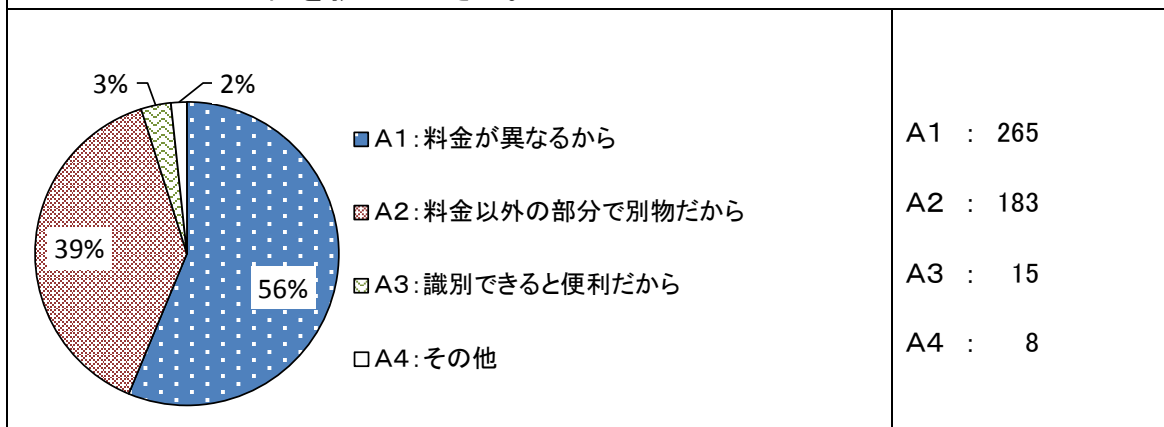 3% 2%
39%
56%
A1:料金が異なるから
A2:料金以外の部分で別物だから
A3:識別できると便利だから
A4:その他
A1 : 265
A2 : 183
A3 : 15
A4 : 8